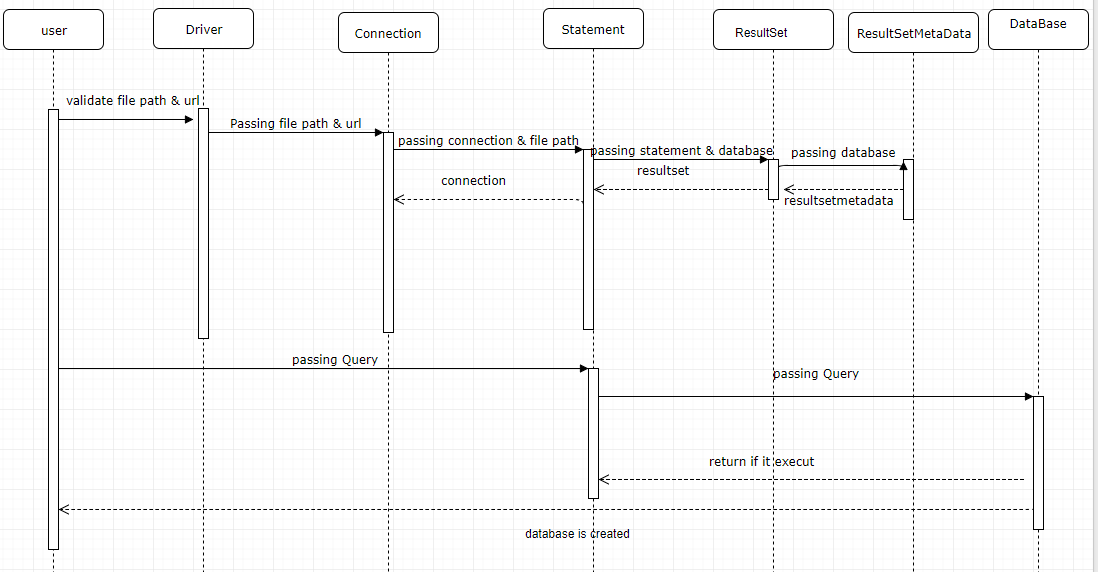 user
Driver
Connection
Statement
ResultSet
ResultSetMetaData
DataBase
validate file path & url
Passing file path & url
passing connection & file path
passing statement & database
passing database
resultset
connection
resultsetmetadata
passing Query
passing Query
return if it execut
database is created